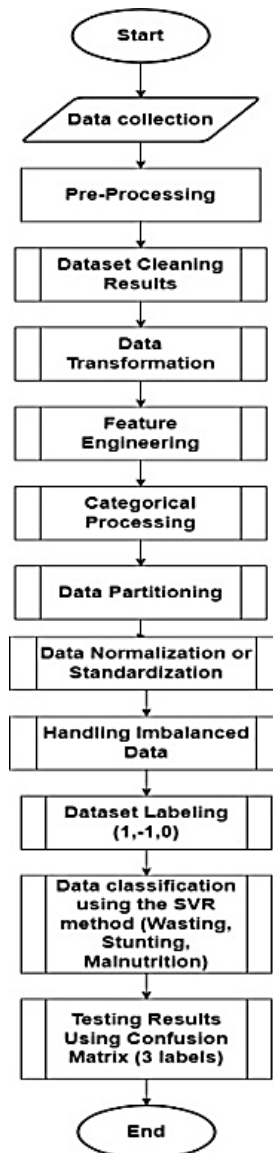 Start
Data collection
Pre-Processing
Dataset Cleaning
Results
Data
Transformation
Feature
Engineering
Categorical
Processing
Data Partitioning
Data Normalization or
Standardization
Handling Imbalanced
Data
Dataset Labeling
(1,-1,0)
Data classification
using the SVR
method (Wasting,
Stunting,
Malnutrition)
Testing Results
Using Confusion
Matrix (3 labels)
End